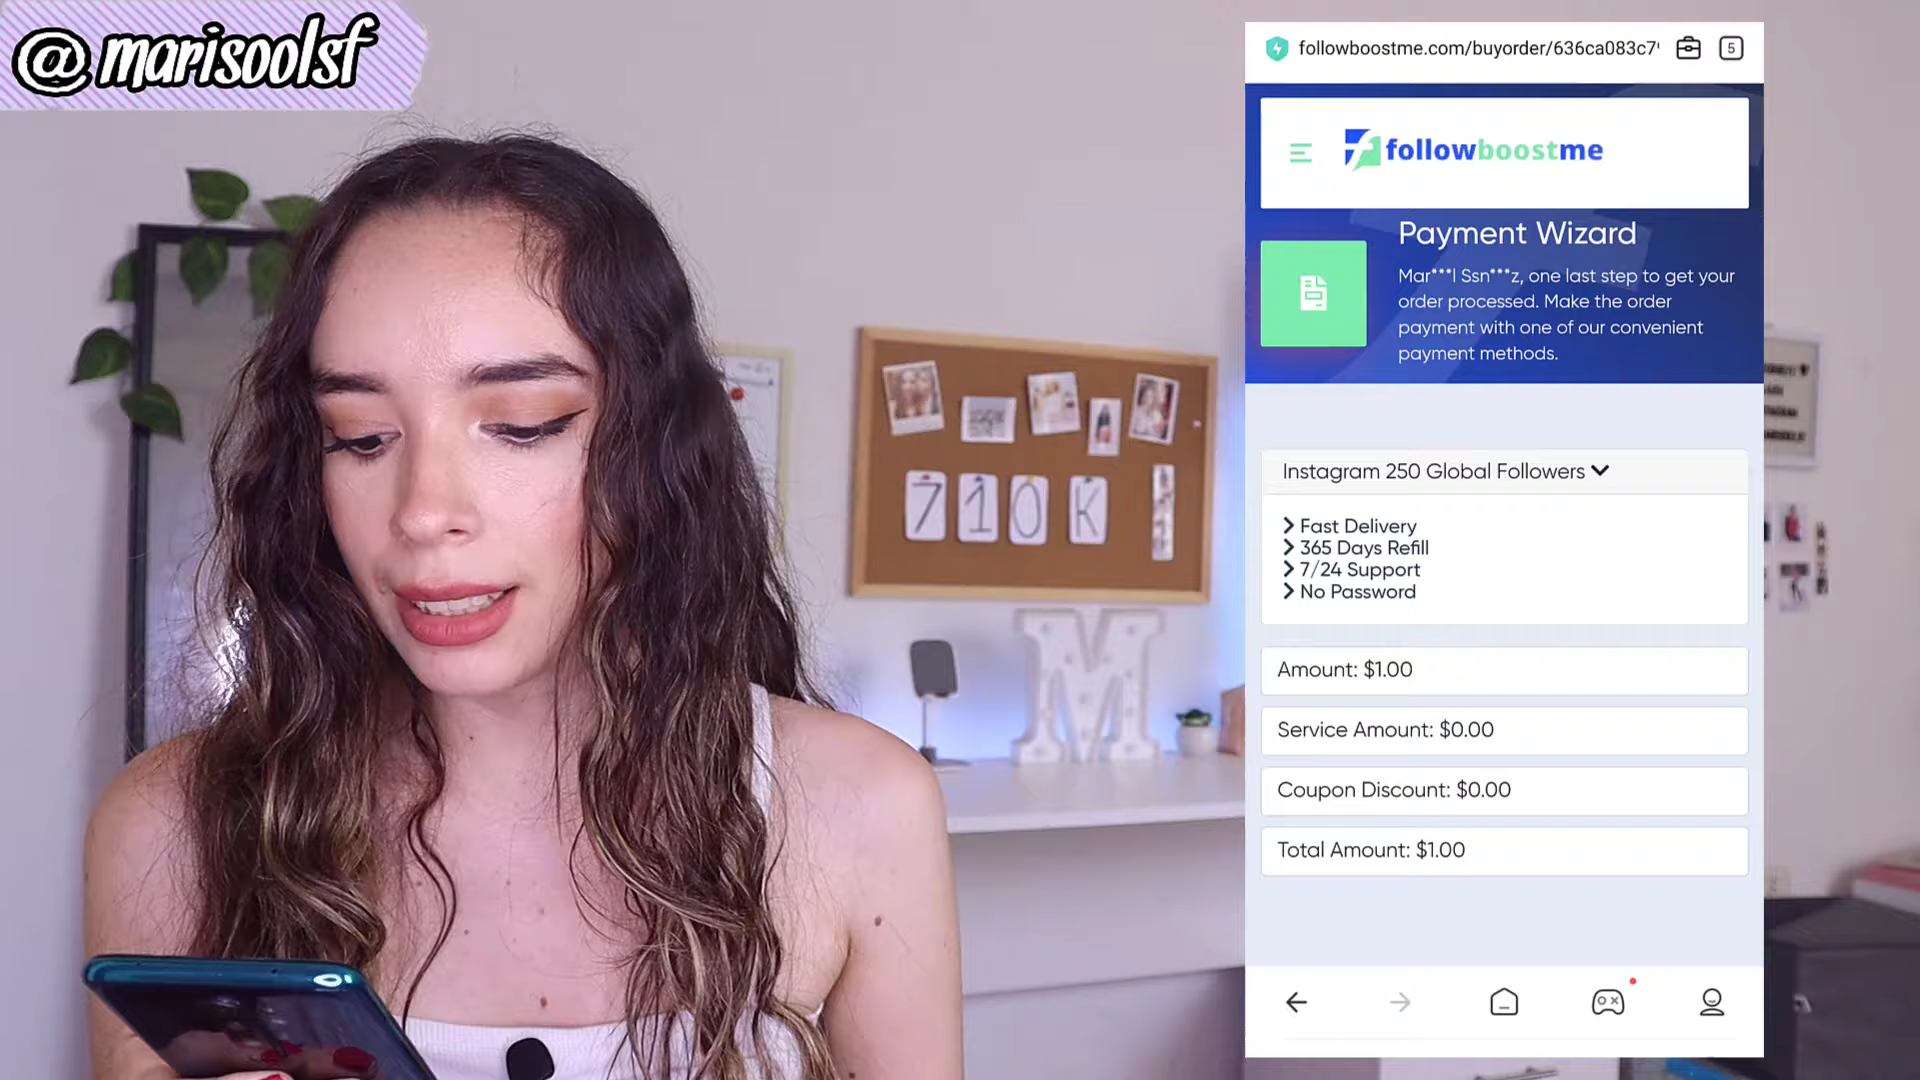 @marisoolsf
followboostme.com/buyorder/636ca083c7
5
followboostme
Payment Wizard
Mar***l Ssn***z, one last step to get your
order processed. Make the order
payment with one of our convenient
payment methods.
Instagram 250 Global Followers
Fast Delivery
365 Days Refill
7/24 Support
No Password
Amount: $1.00
Service Amount: $0.00
Coupon Discount: $0.00
Total Amount: $1.00
710K
M